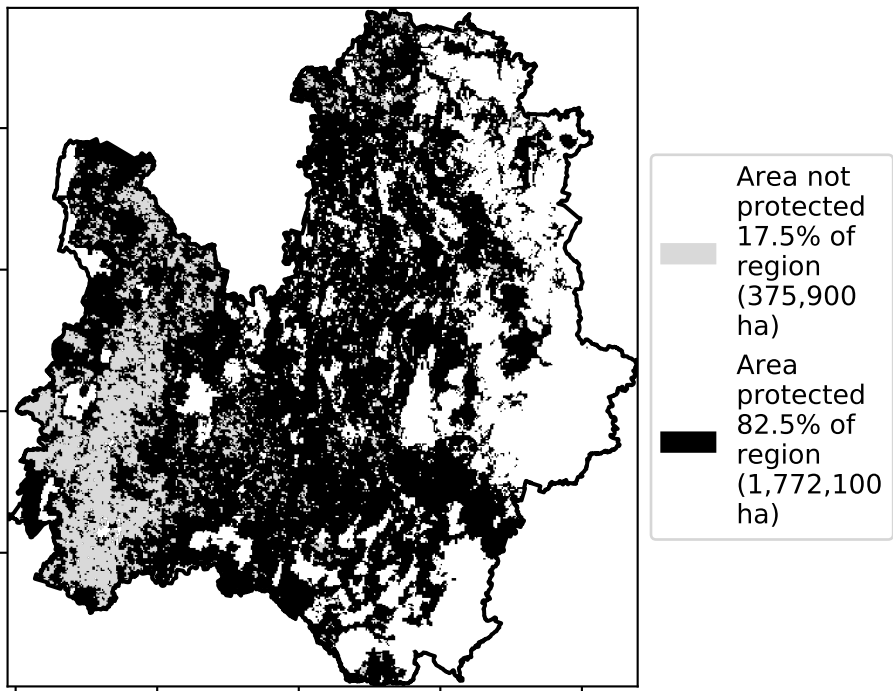 Area not
protected
17.5% of
region
(375,900
ha)
Area
protected
82.5% of
region
(1,772,100
ha)